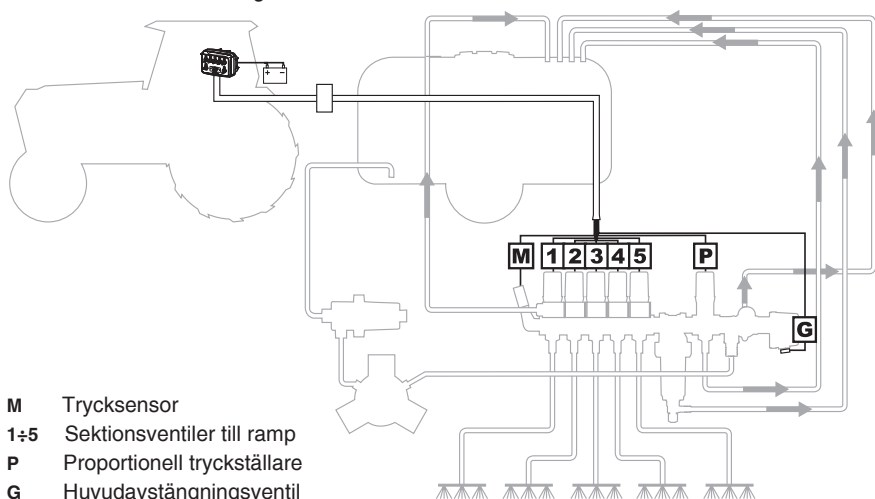 M 1 2 3 4 5 P
G
M Trycksensor
1÷5 Sektionsventiler till ramp
P Proportionell tryckställare
G Huvudavstängningsventil